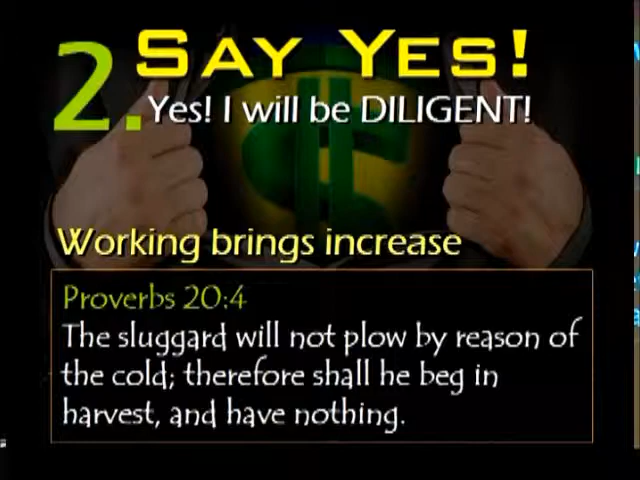 2. SAY YES!
Yes! I will be DILIGENT!
Working brings increase
Proverbs 20:4
The sluggard will not plow by reason of
the cold; therefore shall he beg in
harvest, and have nothing.